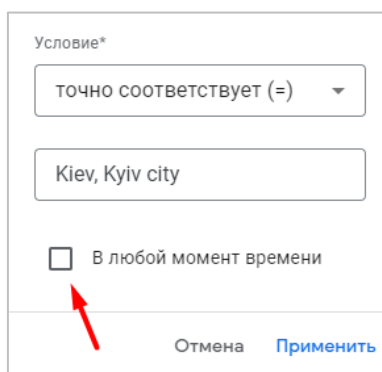 Условие*
точно соответствует (=)
Kiev, Kyiv city
В любой момент времени
Отмена Применить